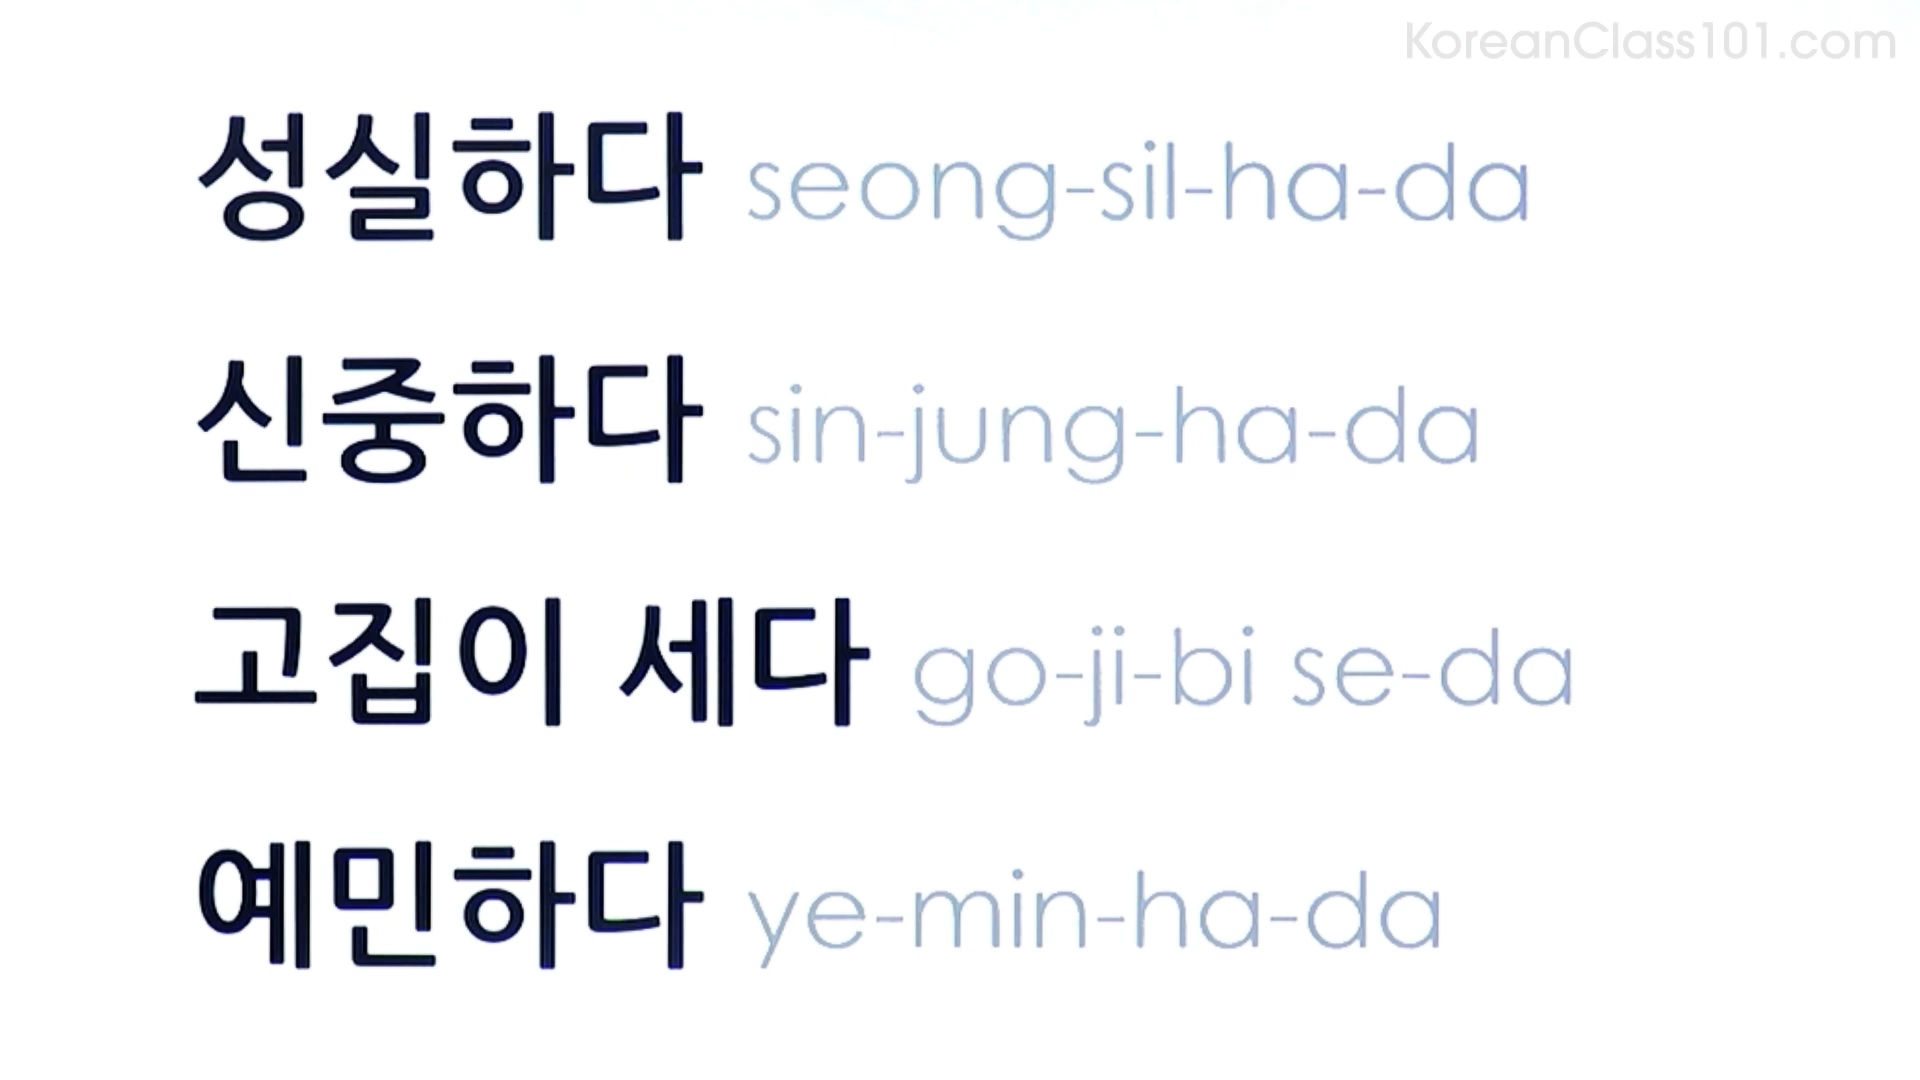 KoreanClass101.com
성실하다 seong-sil-ha-da
신중하다 sin-jung-ha-da
고집이 세다 go-ji-bi se-da
예민하다 ye-min-ha-da